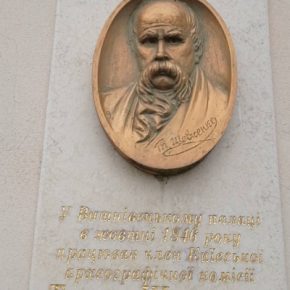 Т. Шевченко
У Вишнівецькому палаці
в жовтні 1846 року
працював член Київської
археографічної комісії